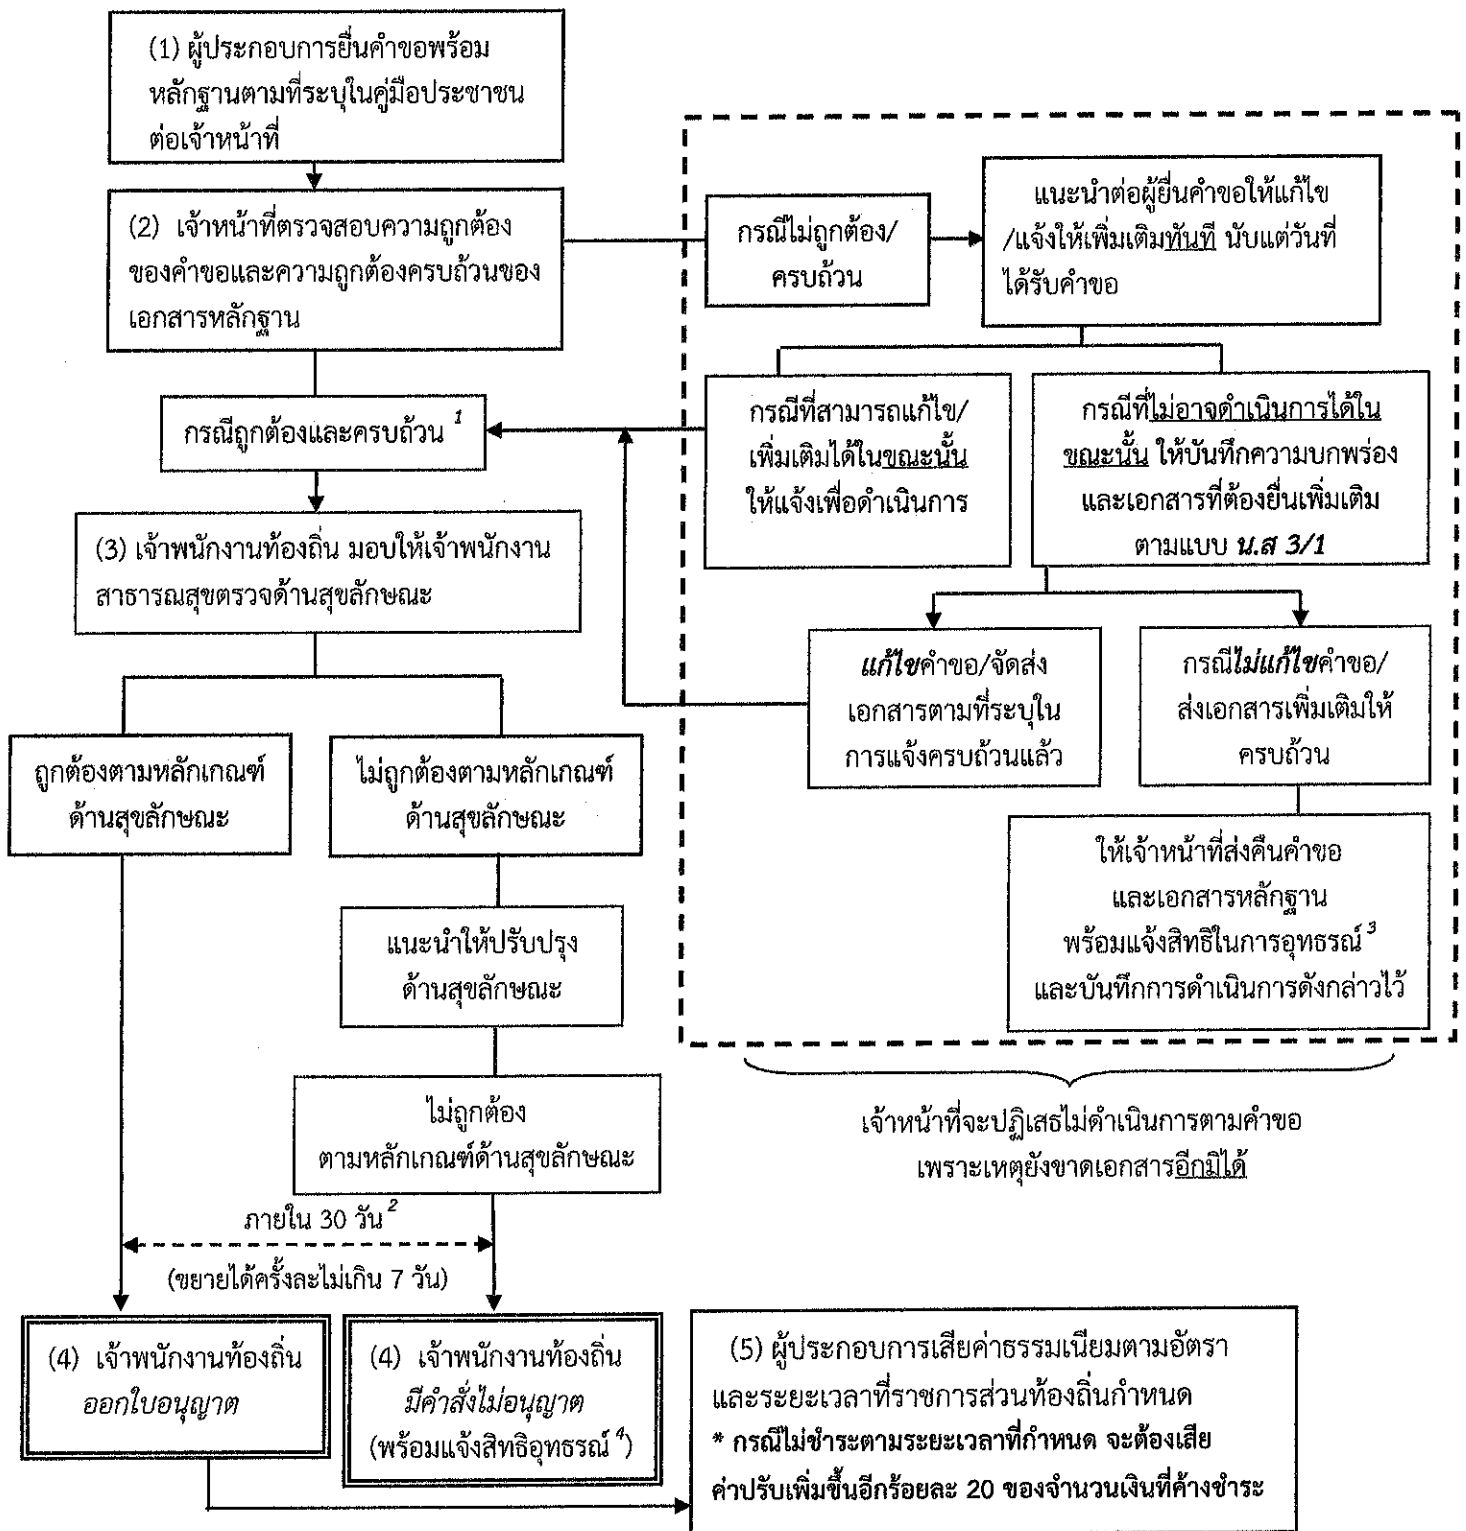 (1) ผู้ประกอบการยื่นคำขอพร้อม
หลักฐานตามที่ระบุในคู่มือประชาชน
ต่อเจ้าหน้าที่
(2) เจ้าหน้าที่ตรวจสอบความถูกต้อง
ของคำขอและความถูกต้องครบถ้วนของ
เอกสารหลักฐาน
กรณีไม่ถูกต้อง/
ครบถ้วน
แนะนำต่อผู้ยื่นคำขอให้แก้ไข
/แจ้งให้เพิ่มเติมทันที นับแต่วันที่
ได้รับคำขอ
กรณีถูกต้องและครบถ้วน 1
กรณีที่สามารถแก้ไข/
เพิ่มเติมได้ในขณะนั้น
ให้แจ้งเพื่อดำเนินการ
กรณีที่ไม่อาจดำเนินการได้ใน
ขณะนั้น ให้บันทึกความบกพร่อง
และเอกสารที่ต้องยื่นเพิ่มเติม
ตามแบบ น.ส 3/1
(3) เจ้าพนักงานท้องถิ่น มอบให้เจ้าพนักงาน
สาธารณสุขตรวจด้านสุขลักษณะ
แก้ไขคำขอ/จัดส่ง
เอกสารตามที่ระบุใน
การแจ้งครบถ้วนแล้ว
กรณีไม่แก้ไขคำขอ/
ส่งเอกสารเพิ่มเติมให้
ครบถ้วน
ถูกต้องตามหลักเกณฑ์
ด้านสุขลักษณะ
ไม่ถูกต้องตามหลักเกณฑ์
ด้านสุขลักษณะ
ให้เจ้าหน้าที่ส่งคืนคำขอ
และเอกสารหลักฐาน
พร้อมแจ้งสิทธิในการอุทธรณ์ 3
และบันทึกการดำเนินการดังกล่าวไว้
แนะนำให้ปรับปรุง
ด้านสุขลักษณะ
ไม่ถูกต้อง
ตามหลักเกณฑ์ด้านสุขลักษณะ
เจ้าหน้าที่จะปฏิเสธไม่ดำเนินการตามคำขอ
เพราะเหตุยังขาดเอกสารอีกมิได้
ภายใน 30 วัน 2
(ขยายได้ครั้งละไม่เกิน 7 วัน)
(4) เจ้าพนักงานท้องถิ่น
ออกใบอนุญาต
(4) เจ้าพนักงานท้องถิ่น
มีคำสั่งไม่อนุญาต
(พร้อมแจ้งสิทธิอุทธรณ์ 4)
(5) ผู้ประกอบการเสียค่าธรรมเนียมตามอัตรา
และระยะเวลาที่ราชการส่วนท้องถิ่นกำหนด
* กรณีไม่ชำระตามระยะเวลาที่กำหนด จะต้องเสีย
ค่าปรับเพิ่มขึ้นอีกร้อยละ 20 ของจำนวนเงินที่ค้างชำระ